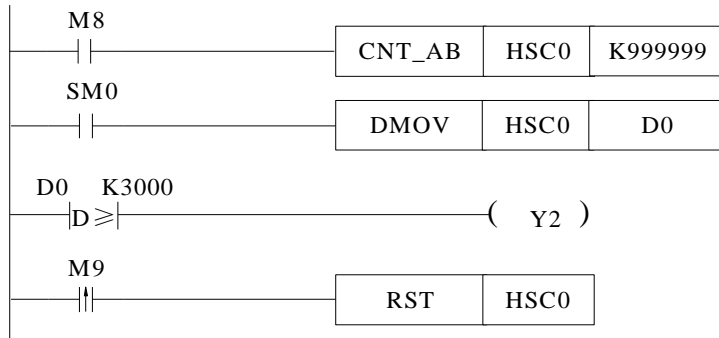 M8
CNT_AB HSC0 K999999
SM0
DMOV HSC0 D0
D0 K3000
D ≥ ( Y2 )
M9
RST HSC0